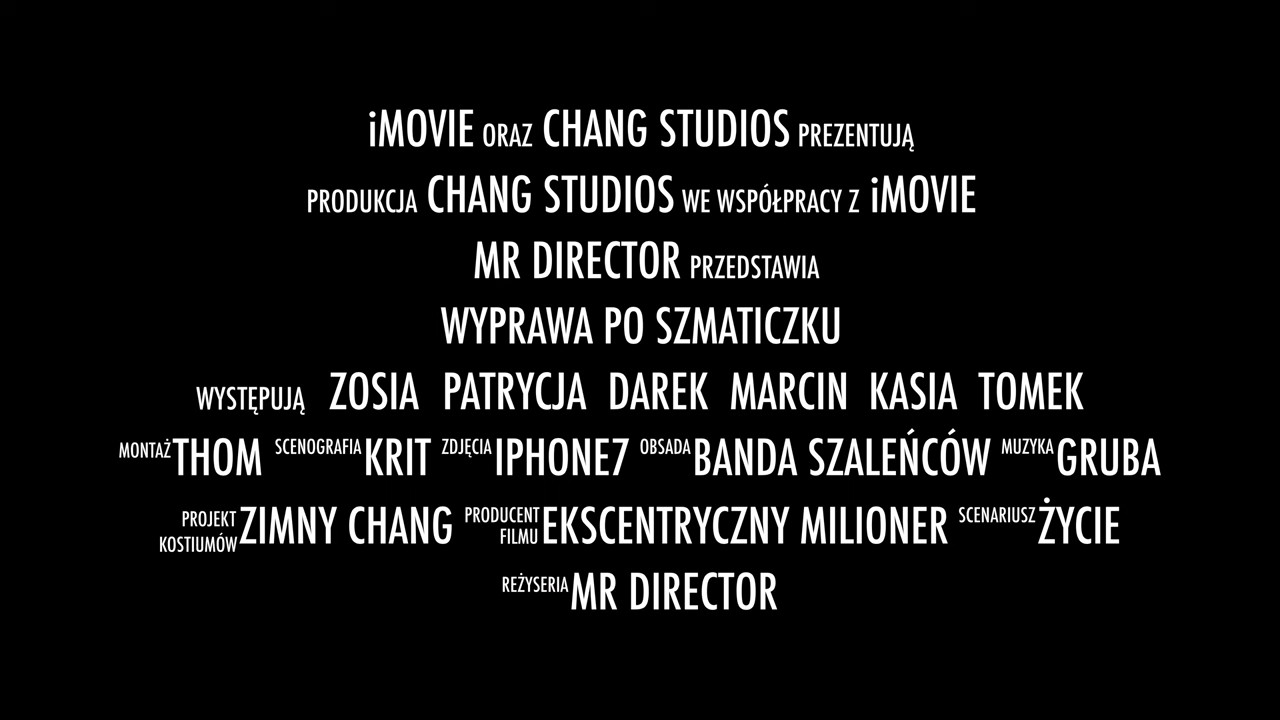 iMOVIE ORAZ CHANG STUDIOS PREZENTUJĄ
PRODUKCJA CHANG STUDIOS WE WSPÓŁPRACY Z iMOVIE
MR DIRECTOR PRZEDSTAWIA
WYPRAWA PO SZMATICZKU
WYSTĘPUJĄ ZOSIA PATRYCJA DAREK MARCIN KASIA TOMEK
MONTAŻ THOM SCENOGRAFIA KRIT ZDJĘCIA IPHONE7 OBSADA BANDA SZALEŃCÓW MUZYKA GRUBA
PROJEKT KOSTIUMÓW ZIMNY CHANG PRODUCENT FILMU EKSCENTRYCZNY MILIONER SCENARIUSZ ŻYCIE
REŻYSERIA MR DIRECTOR